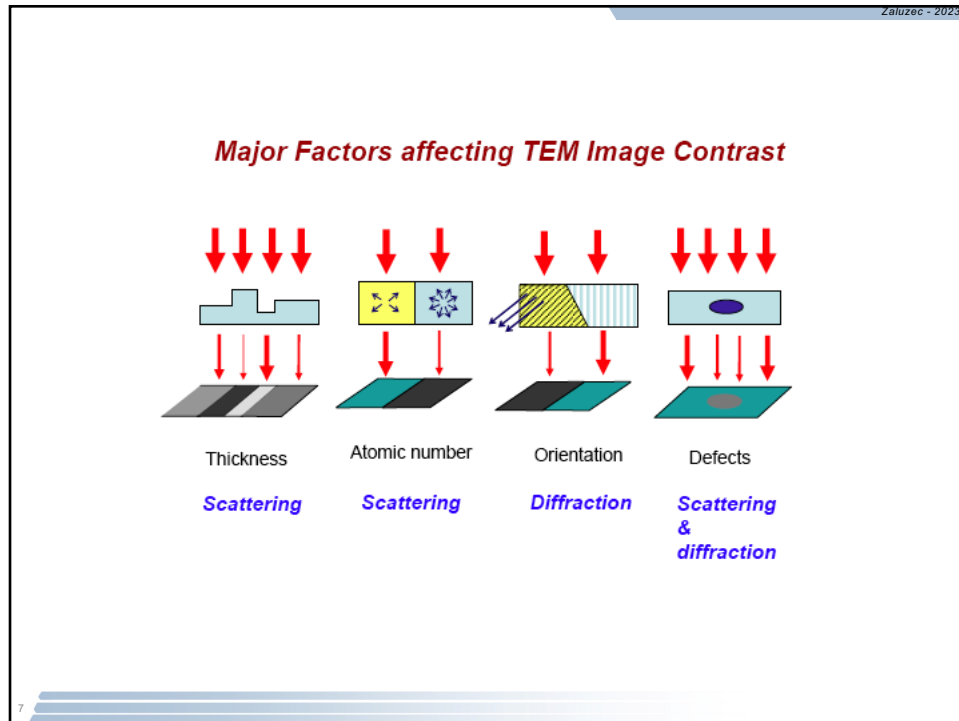 Zaluzec - 2023
Major Factors affecting TEM Image Contrast
Thickness
Atomic number
Orientation
Defects
Scattering
Scattering
Diffraction
Scattering
&
diffraction
7